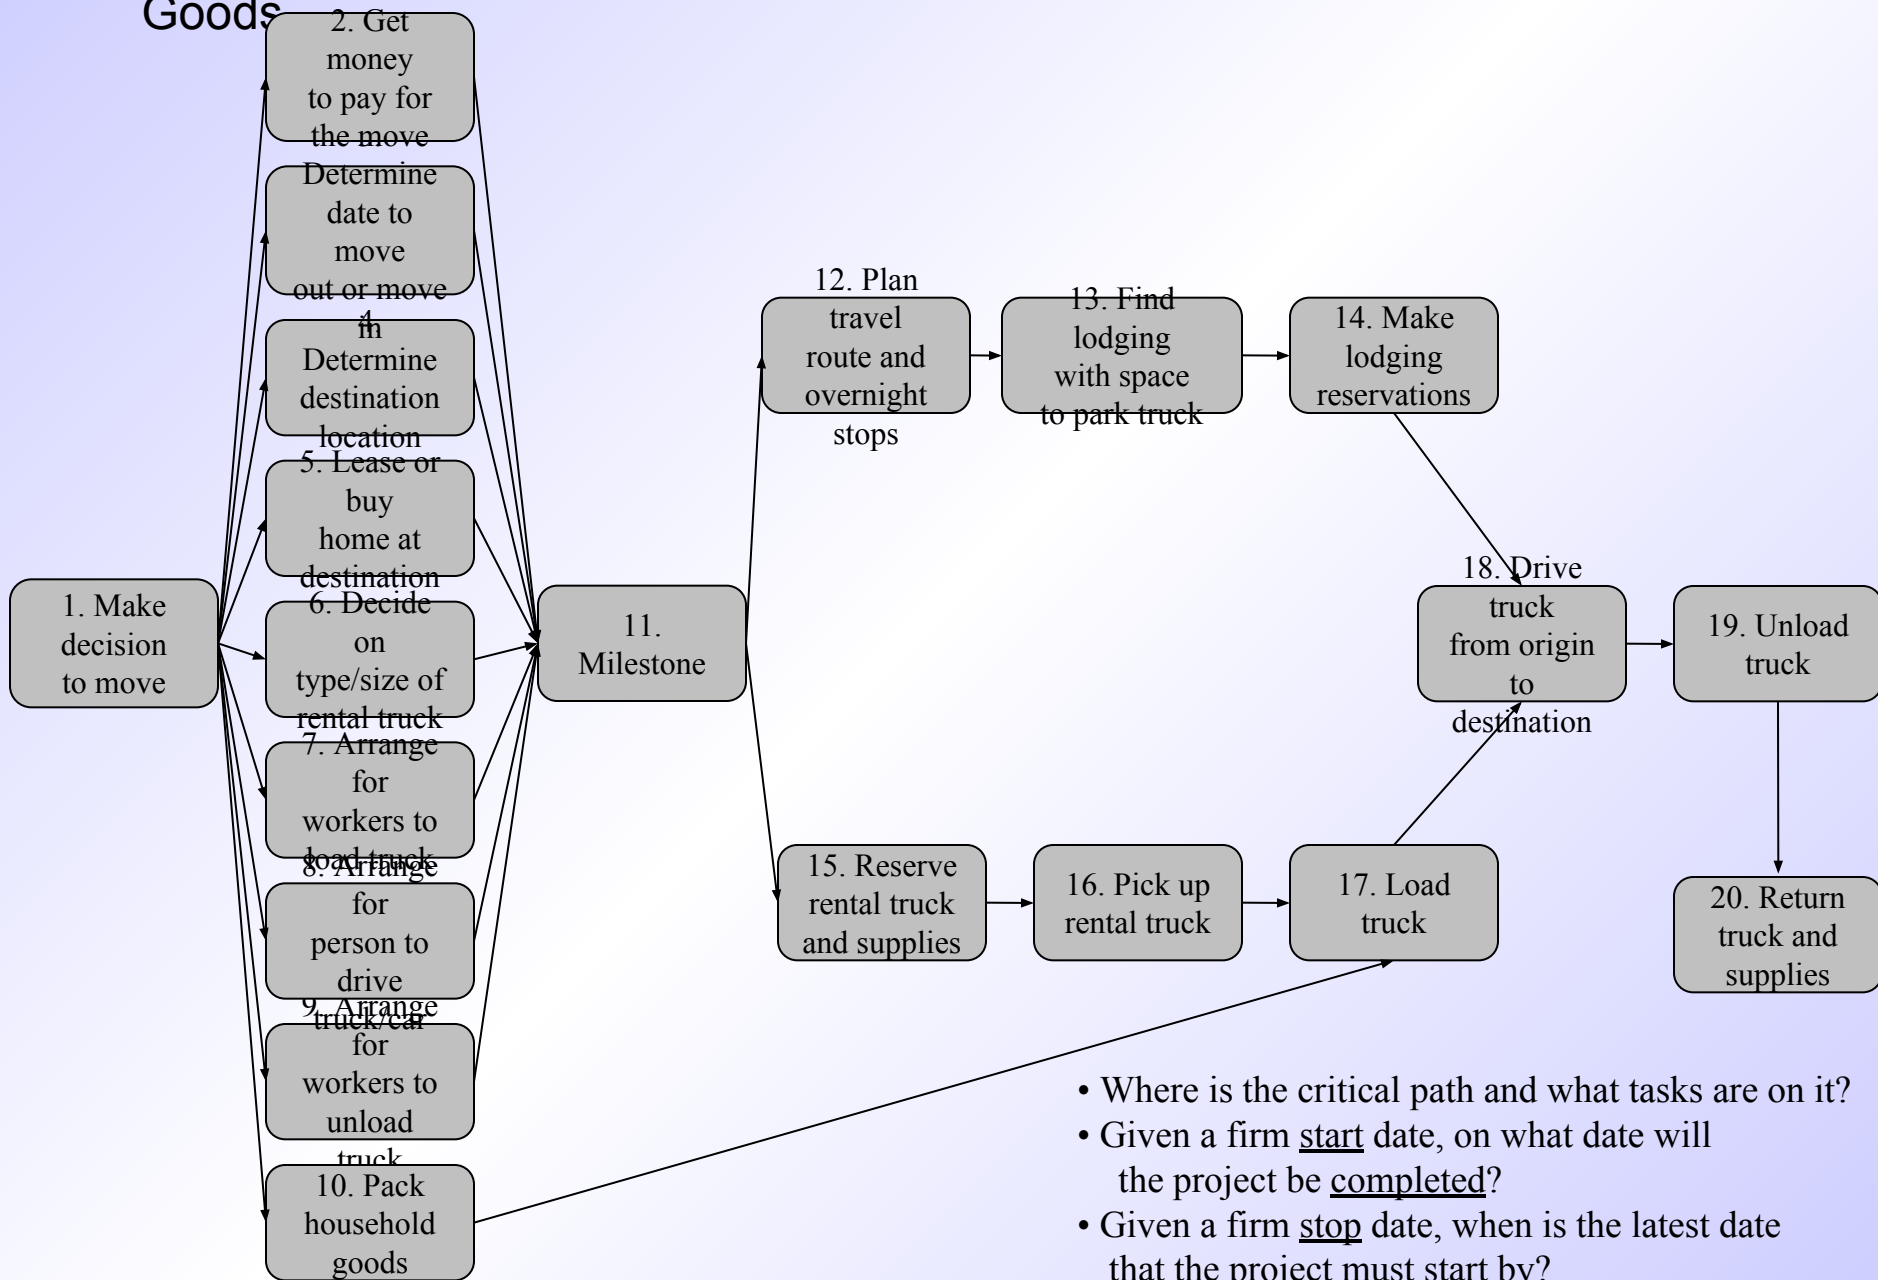 Goods
2. Get
money
to pay for
the move
Determine
date to
move
out or move
in
4.
Determine
destination
location
5. Lease or
buy
home at
destination
6. Decide
on
type/size of
rental truck
7. Arrange
for
workers to
load truck
8. Arrange
for
person to
drive
truck/car
9. Arrange
for
workers to
unload
truck
10. Pack
household
goods
1. Make
decision
to move
11.
Milestone
12. Plan
travel
route and
overnight
stops
13. Find
lodging
with space
to park truck
14. Make
lodging
reservations
15. Reserve
rental truck
and supplies
16. Pick up
rental truck
17. Load
truck
18. Drive
truck
from origin
to
destination
19. Unload
truck
20. Return
truck and
supplies
• Where is the critical path and what tasks are on it?
• Given a firm start date, on what date will
the project be completed?
• Given a firm stop date, when is the latest date
that the project must start by?